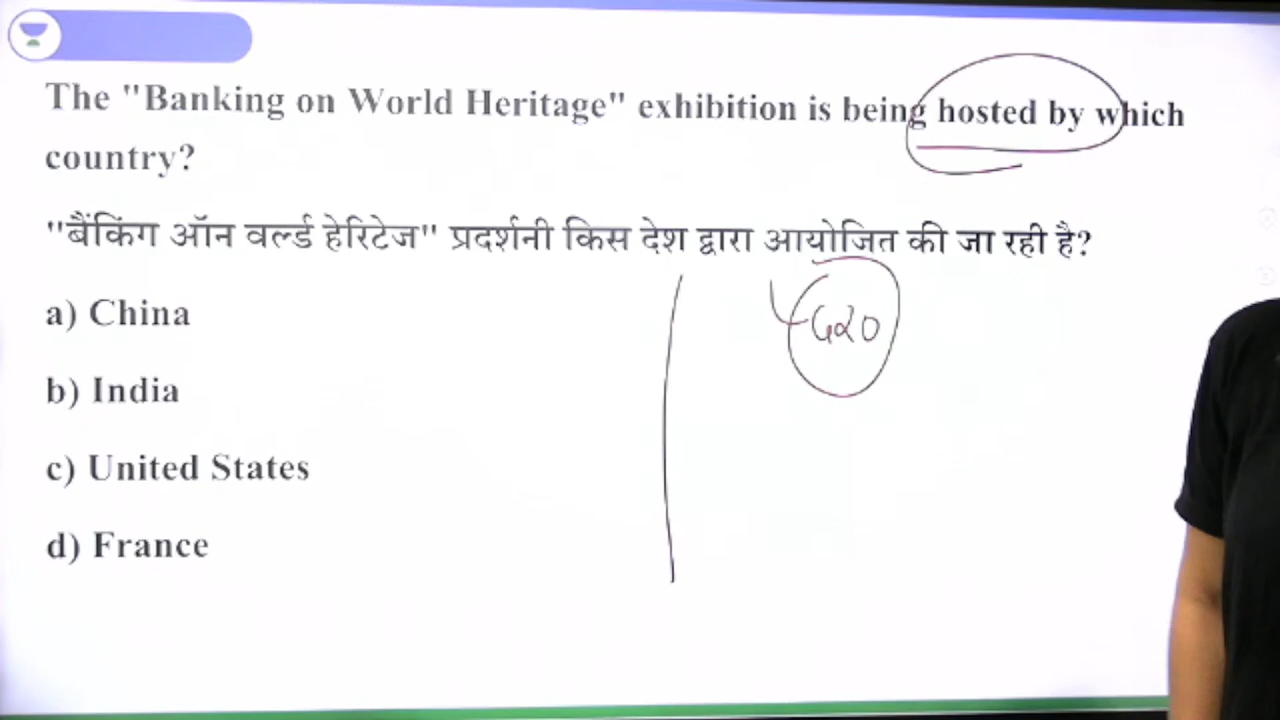 The "Banking on World Heritage" exhibition is being hosted by which
country?
"बैंकिंग ऑन वर्ल्ड हेरिटेज" प्रदर्शनी किस देश द्वारा आयोजित की जा रही है?
G20
a) China
b) India
c) United States
d) France